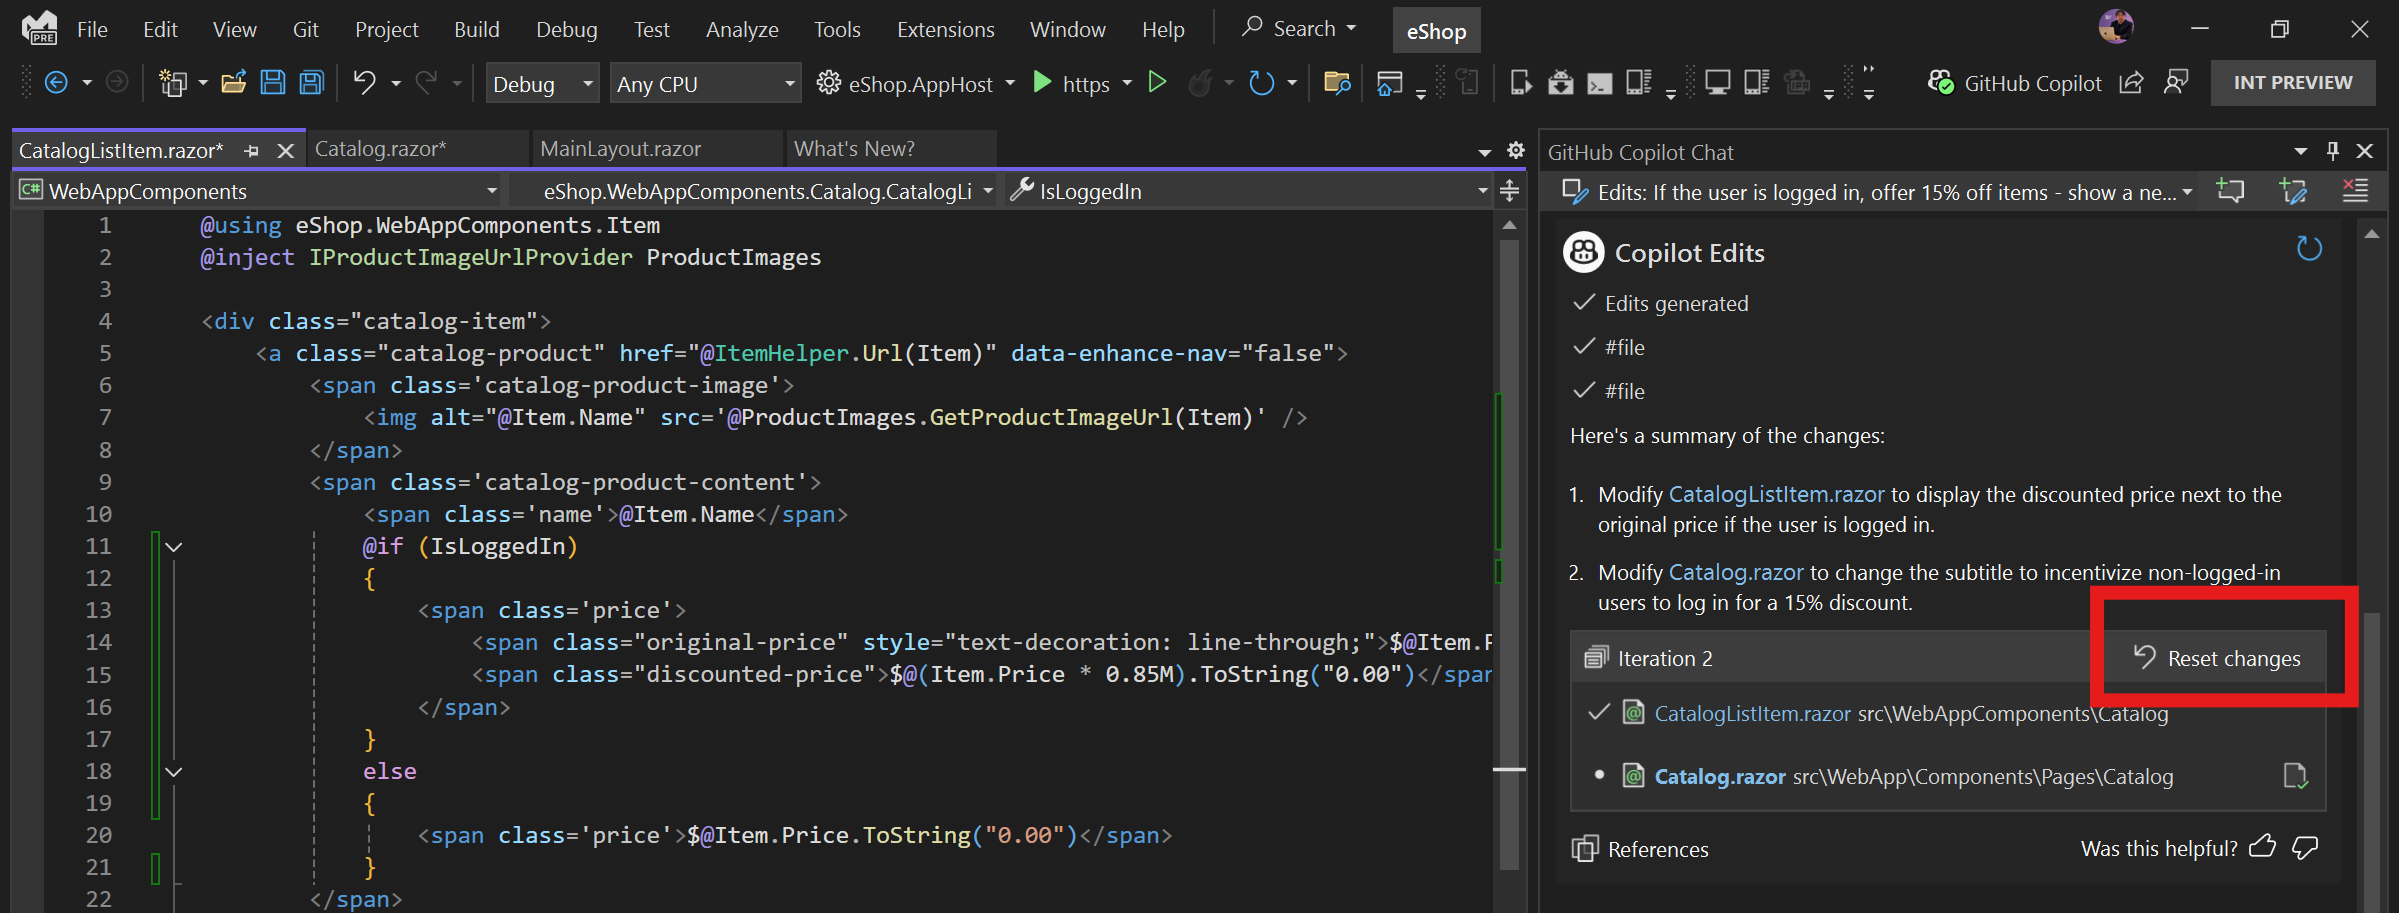 PRE File Edit View Git Project Build Debug Test Analyze Tools Extensions Window Help Search eShop
Debug Any CPU eShop.AppHost https GitHub Copilot INT PREVIEW
CatalogListItem.razor* Catalog.razor* MainLayout.razor What's New?
C# WebAppComponents eShop.WebAppComponents.Catalog.CatalogLi IsLoggedIn
1 @using eShop.WebAppComponents.Item
2 @inject IProductImageUrlProvider ProductImages
3
4 <div class="catalog-item">
5 <a class="catalog-product" href="@ItemHelper.Url(Item)" data-enhance-nav="false">
6 <span class='catalog-product-image'>
7 <img alt="@Item.Name" src='@ProductImages.GetProductImageUrl(Item)' />
8 </span>
9 <span class='catalog-product-content'>
10 <span class='name'>@Item.Name</span>
11 @if (IsLoggedIn)
12 {
13 <span class='price'>
14 <span class="original-price" style="text-decoration: line-through;">$@Item.P
15 <span class="discounted-price">$@(Item.Price * 0.85M).ToString("0.00")</span
16 </span>
17 }
18 else
19 {
20 <span class='price'>$@Item.Price.ToString("0.00")</span>
21 }
22 </span>
GitHub Copilot Chat
Edits: If the user is logged in, offer 15% off items - show a ne...
Copilot Edits
Edits generated
#file
#file
Here's a summary of the changes:
1. Modify CatalogListItem.razor to display the discounted price next to the
original price if the user is logged in.
2. Modify Catalog.razor to change the subtitle to incentivize non-logged-in
users to log in for a 15% discount.
Iteration 2 Reset changes
@ CatalogListItem.razor src\WebAppComponents\Catalog
@ Catalog.razor src\WebApp\Components\Pages\Catalog
References Was this helpful?